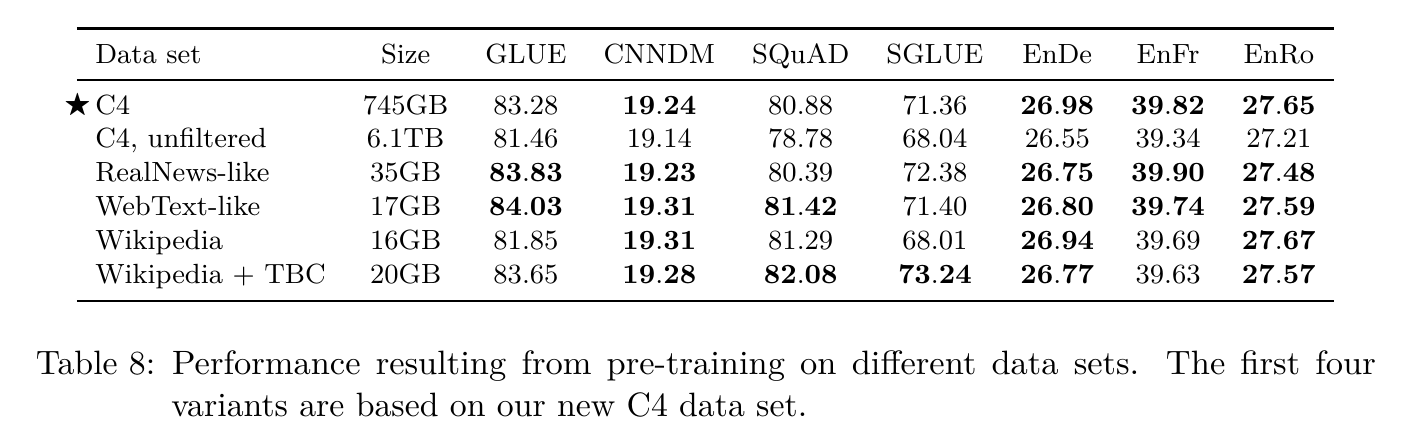 Data set Size GLUE CNNDM SQuAD SGLUE EnDe EnFr EnRo
★ C4 745GB 83.28 19.24 80.88 71.36 26.98 39.82 27.65
C4, unfiltered 6.1TB 81.46 19.14 78.78 68.04 26.55 39.34 27.21
RealNews-like 35GB 83.83 19.23 80.39 72.38 26.75 39.90 27.48
WebText-like 17GB 84.03 19.31 81.42 71.40 26.80 39.74 27.59
Wikipedia 16GB 81.85 19.31 81.29 68.01 26.94 39.69 27.67
Wikipedia + TBC 20GB 83.65 19.28 82.08 73.24 26.77 39.63 27.57
Table 8: Performance resulting from pre-training on different data sets. The first four
variants are based on our new C4 data set.